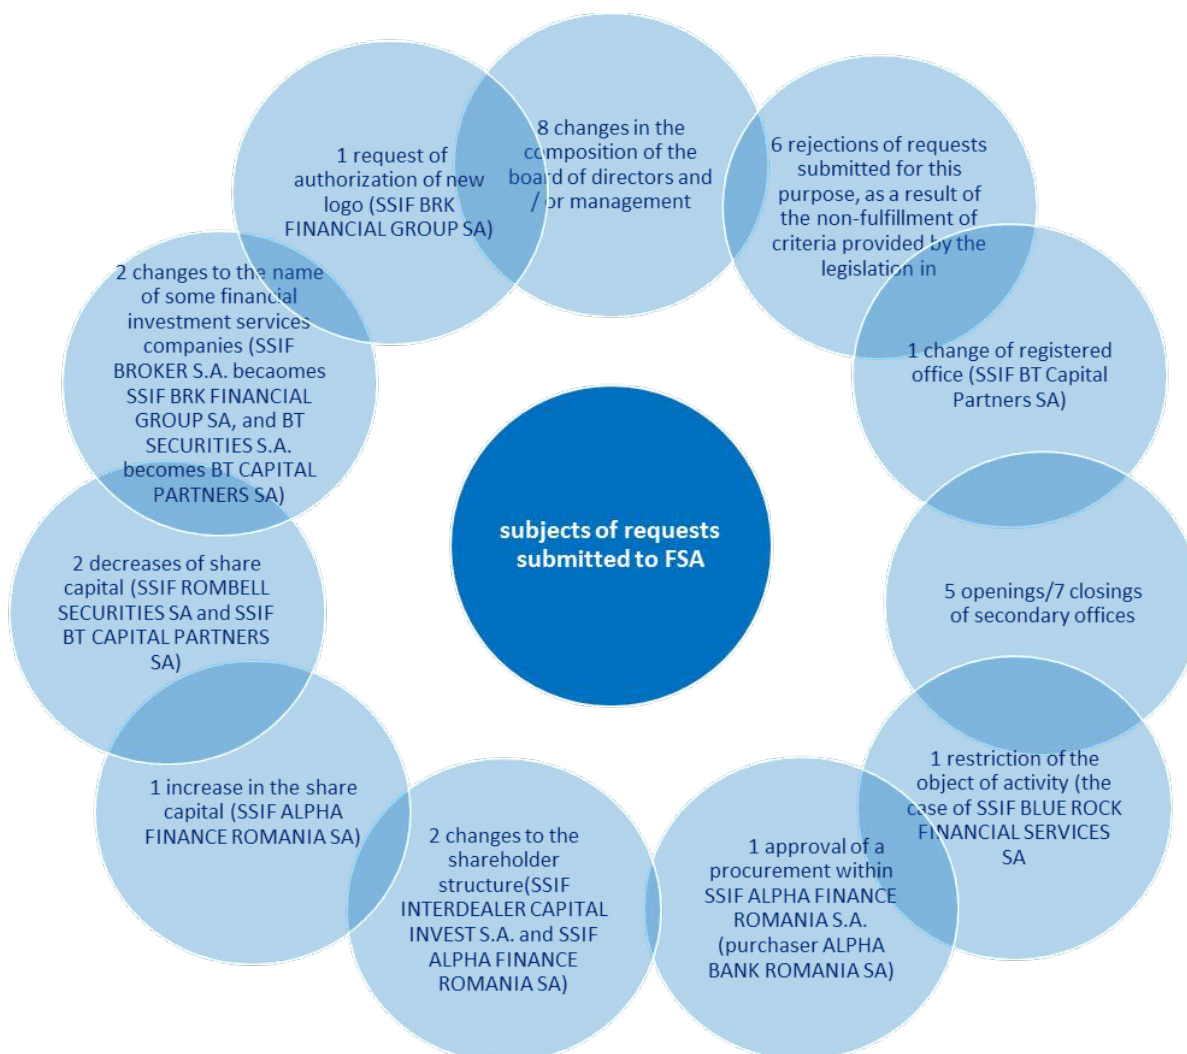 8 changes in the
composition of the
board of directors and
/ or management
6 rejections of requests
submitted for this
purpose, as a result of
the non-fulfillment of
criteria provided by the
legislation in
1 change of registered
office (SSIF BT Capital
Partners SA)
5 openings/7 closings
of secondary offices
1 restriction of the
object of activity (the
case of SSIF BLUE ROCK
FINANCIAL SERVICES
SA
1 approval of a
procurement within
SSIF ALPHA FINANCE
ROMANIA S.A.
(purchaser ALPHA
BANK ROMANIA SA)
2 changes to the
shareholder
structure(SSIF
INTERDEALER CAPITAL
INVEST S.A. and SSIF
ALPHA FINANCE
ROMANIA SA)
1 increase in the share
capital (SSIF ALPHA
FINANCE ROMANIA SA)
2 decreases of share
capital (SSIF ROMBELL
SECURITIES SA and SSIF
BT CAPITAL PARTNERS
SA)
2 changes to the name
of some financial
investment services
companies (SSIF
BROKER S.A. becaomes
SSIF BRK FINANCIAL
GROUP SA, and BT
SECURITIES S.A.
becomes BT CAPITAL
PARTNERS SA)
1 request of
authorization of new
logo (SSIF BRK
FINANCIAL GROUP SA)
subjects of requests
submitted to FSA